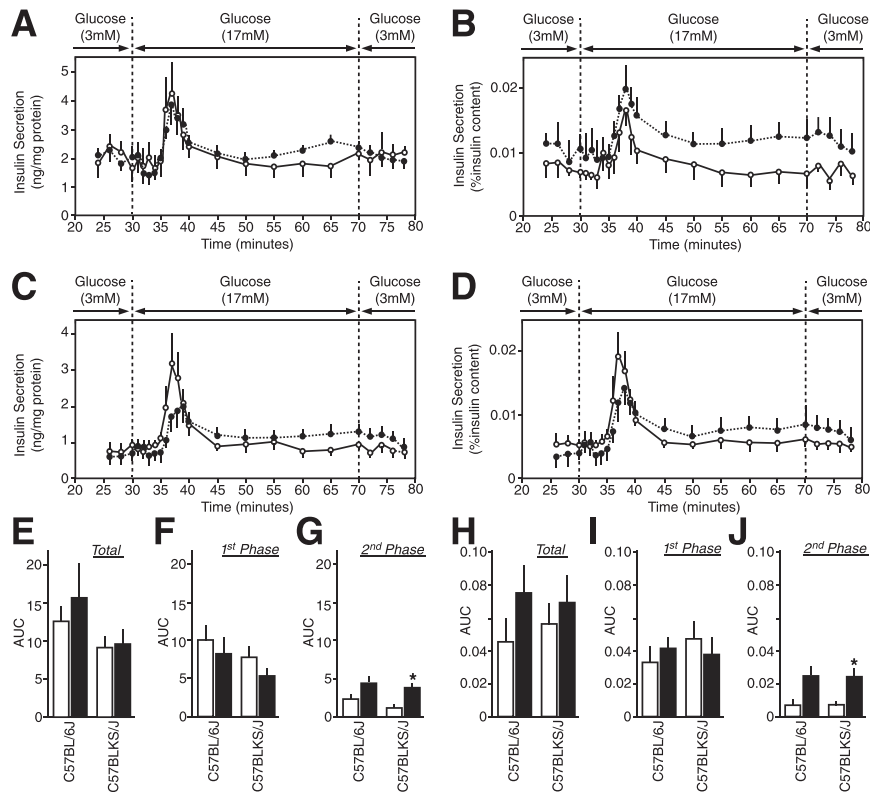 A
Glucose
(3mM)
Glucose
(17mM)
Glucose
(3mM)
Insulin Secretion
(ng/mg protein)
5
4
3
2
1
0
20 25 30 35 40 45 50 55 60 65 70 75 80
Time (minutes)
B
Glucose
(3mM)
Glucose
(17mM)
Glucose
(3mM)
Insulin Secretion
(%insulin content)
0.02
0.01
0
20 25 30 35 40 45 50 55 60 65 70 75 80
Time (minutes)
C
Glucose
(3mM)
Glucose
(17mM)
Glucose
(3mM)
Insulin Secretion
(ng/mg protein)
4
3
2
1
0
20 25 30 35 40 45 50 55 60 65 70 75 80
Time (minutes)
D
Glucose
(3mM)
Glucose
(17mM)
Glucose
(3mM)
Insulin Secretion
(%insulin content)
0.02
0.01
0
20 25 30 35 40 45 50 55 60 65 70 75 80
Time (minutes)
E
Total
AUC
20
15
10
5
0
C57BL/6J
C57BLKS/J
F
1st Phase
AUC
20
15
10
5
0
C57BL/6J
C57BLKS/J
G
2nd Phase
AUC
20
15
10
5
0
*
C57BL/6J
C57BLKS/J
H
Total
AUC
0.10
0.08
0.06
0.04
0.02
0
C57BL/6J
C57BLKS/J
I
1st Phase
AUC
0.10
0.08
0.06
0.04
0.02
0
C57BL/6J
C57BLKS/J
J
2nd Phase
AUC
0.10
0.08
0.06
0.04
0.02
0
*
C57BL/6J
C57BLKS/J